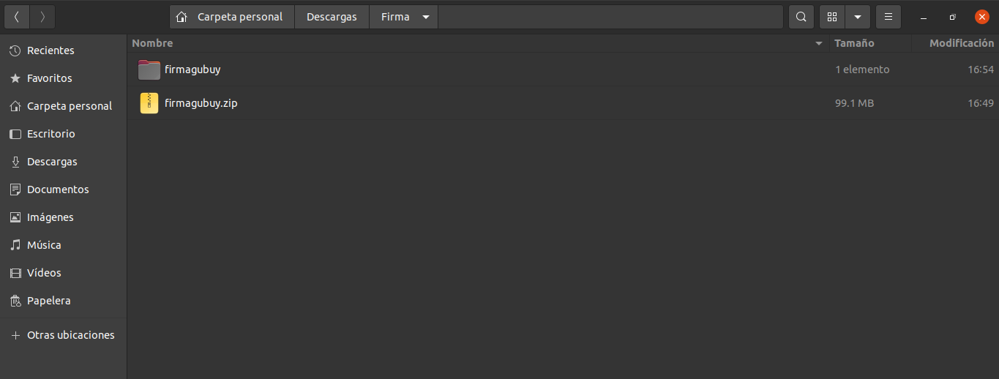 Carpeta personal Descargas Firma
Nombre Tamaño Modificación
Recientes
firmagubuy 1 elemento 16:54
Favoritos
firmagubuy.zip 99.1 MB 16:49
Carpeta personal
Escritorio
Descargas
Documentos
Imágenes
Música
Vídeos
Papelera
Otras ubicaciones